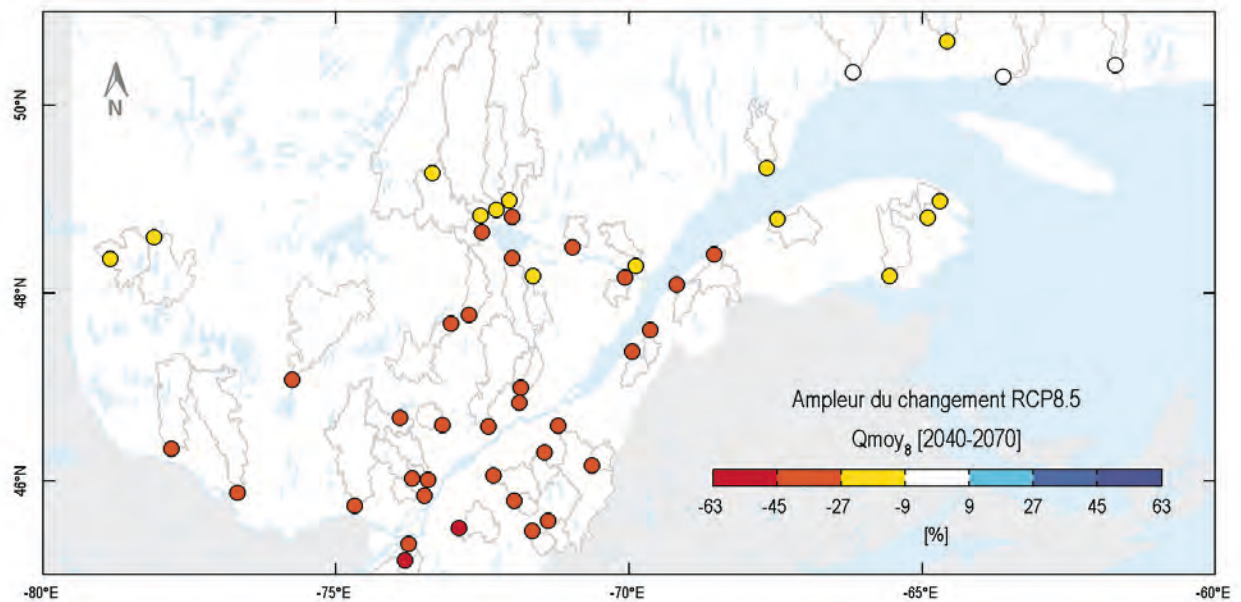 50°N
48°N
46°N
N
Ampleur du changement RCP8.5
Qmoy₈ [2040-2070]
-63 -45 -27 -9 9 27 45 63
[%]
-80°E -75°E -70°E -65°E -60°E